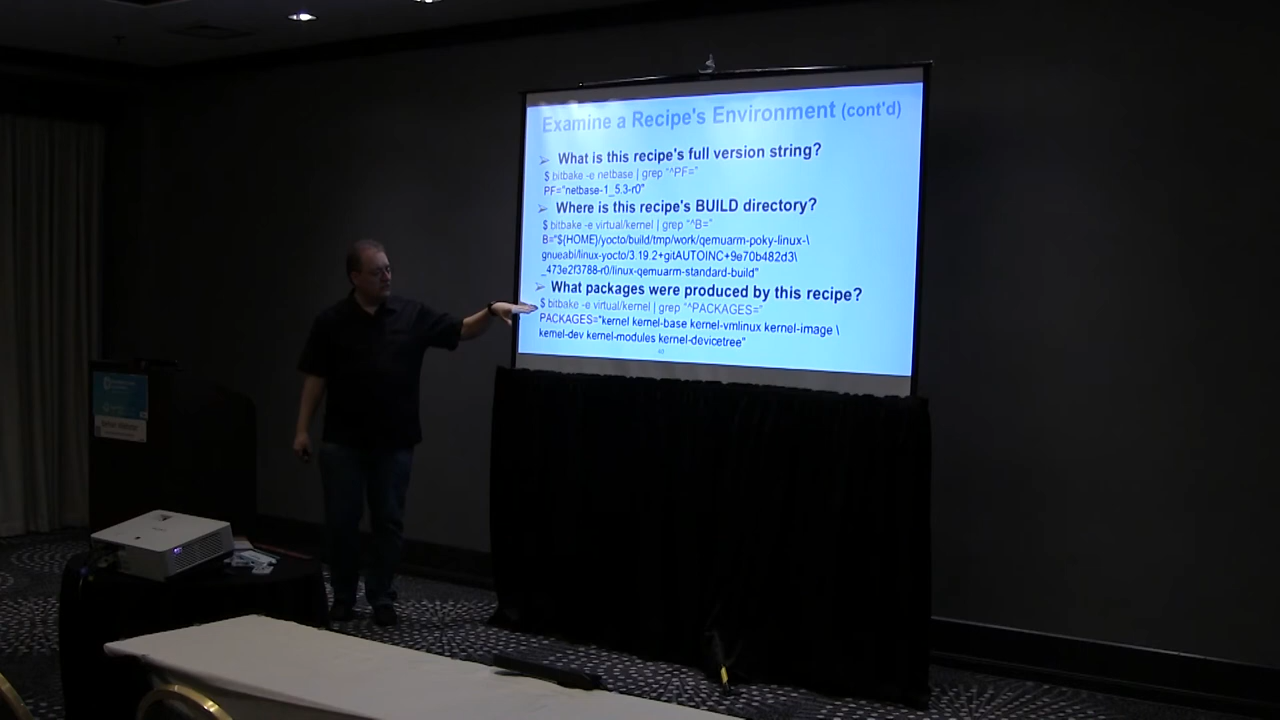 Examine a Recipe's Environment (cont'd)
➢ What is this recipe's full version string?
$ bitbake -e netbase | grep "^PF="
PF="netbase-1_5.3-r0"
➢ Where is this recipe's BUILD directory?
$ bitbake -e virtual/kernel | grep "^B="
B="${HOME}/yocto/build/tmp/work/qemuarm-poky-linux-\
gnueabi/linux-yocto/3.19.2+gitAUTOINC+9e70b482d3\
_473e2f3788-r0/linux-qemuarm-standard-build"
➢ What packages were produced by this recipe?
$ bitbake -e virtual/kernel | grep "^PACKAGES="
PACKAGES="kernel kernel-base kernel-vmlinux kernel-image \
kernel-dev kernel-modules kernel-devicetree"